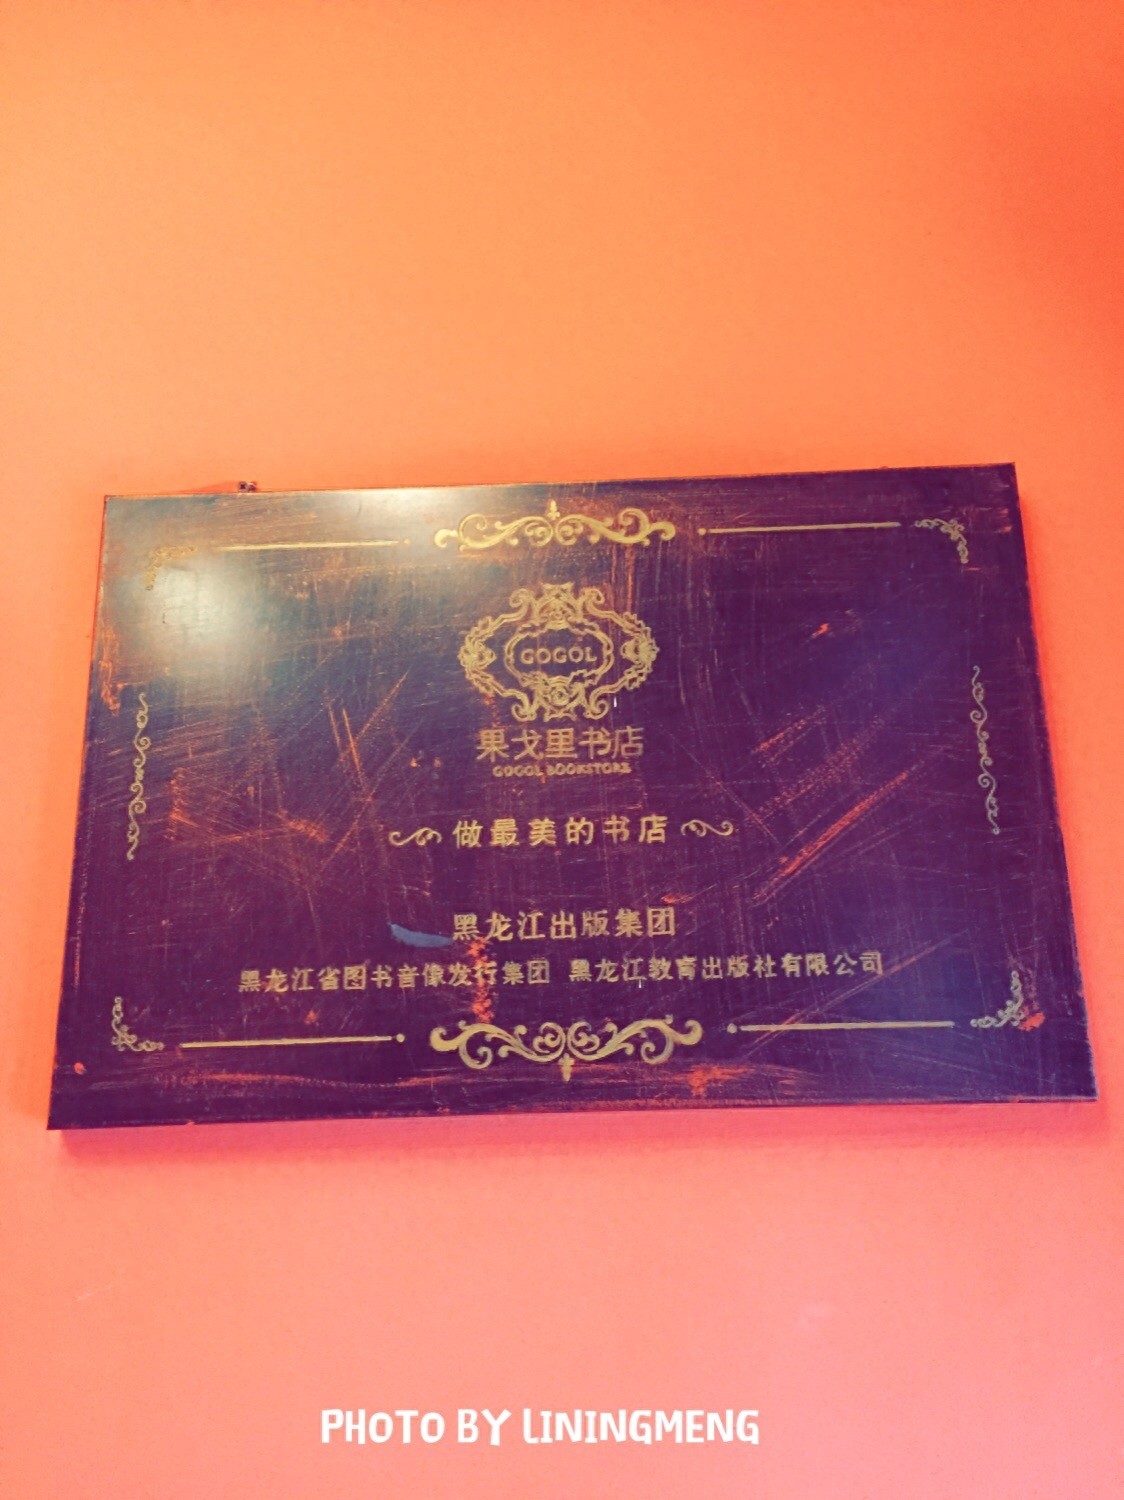 GOGOL
果戈里书店
GOGOL BOOKSTORE
做最美的书店
黑龙江出版集团
黑龙江省图书音像发行集团 黑龙江教育出版社有限公司
PHOTO BY LININGMENG